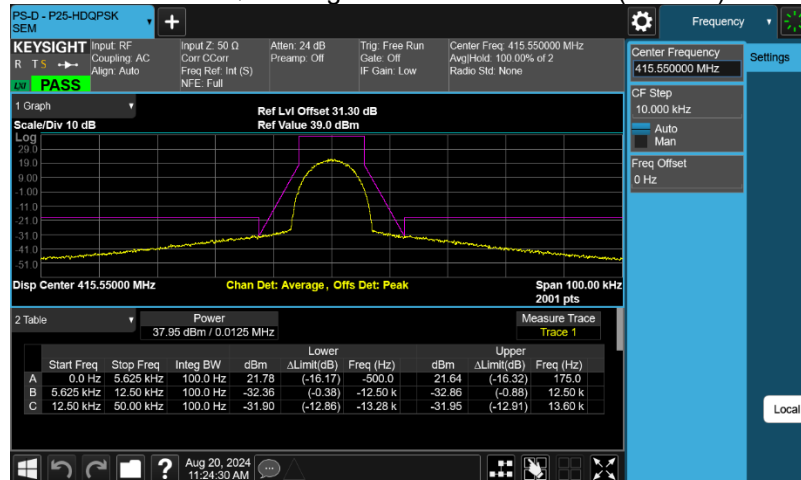 PS-D - P25-HDQPSK
SEM
Frequency
KEYSIGHT
R T S
LXI
PASS
Input: RF
Coupling: AC
Align: Auto
Input Z: 50 Ω
Corr CCorr
Freq Ref: Int (S)
NFE: Full
Atten: 24 dB
Preamp: Off
Trig: Free Run
Gate: Off
IF Gain: Low
Center Freq: 415.550000 MHz
Avg|Hold: 100.00% of 2
Radio Std: None
Center Frequency
415.550000 MHz
Settings
CF Step
10.000 kHz
Auto
Man
Freq Offset
0 Hz
1 Graph
Scale/Div 10 dB
Ref Lvl Offset 31.30 dB
Ref Value 39.0 dBm
Log
29.0
19.0
9.00
-1.00
-11.0
-21.0
-31.0
-41.0
-51.0
Disp Center 415.55000 MHz
Chan Det: Average, Offs Det: Peak
Span 100.00 kHz
2001 pts
2 Table
Power
37.95 dBm / 0.0125 MHz
Measure Trace
Trace 1
Lower Upper
Start Freq Stop Freq Integ BW dBm ΔLimit(dB) Freq (Hz) dBm ΔLimit(dB) Freq (Hz)
A 0.0 Hz 5.625 kHz 100.0 Hz 21.78 (-16.17) -500.0 21.64 (-16.32) 175.0
B 5.625 kHz 12.50 kHz 100.0 Hz -32.36 (-0.38) -12.50 k -32.86 (-0.88) 12.50 k
C 12.50 kHz 50.00 kHz 100.0 Hz -31.90 (-12.86) -13.28 k -31.95 (-12.91) 13.60 k
Local
Aug 20, 2024
11:24:30 AM